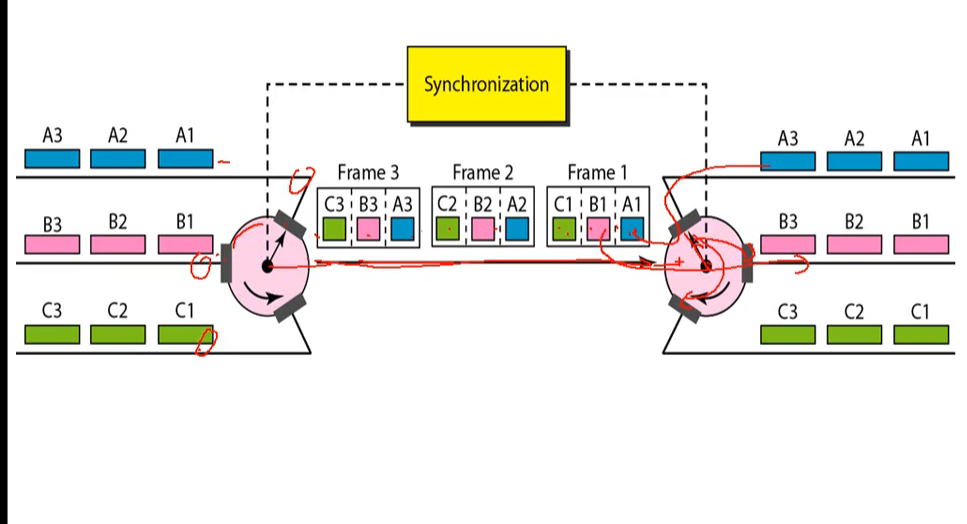 Synchronization
A3 A2 A1
A3 A2 A1
Frame 3 Frame 2 Frame 1
C3 B3 A3 C2 B2 A2 C1 B1 A1
B3 B2 B1
B3 B2 B1
C3 C2 C1
C3 C2 C1